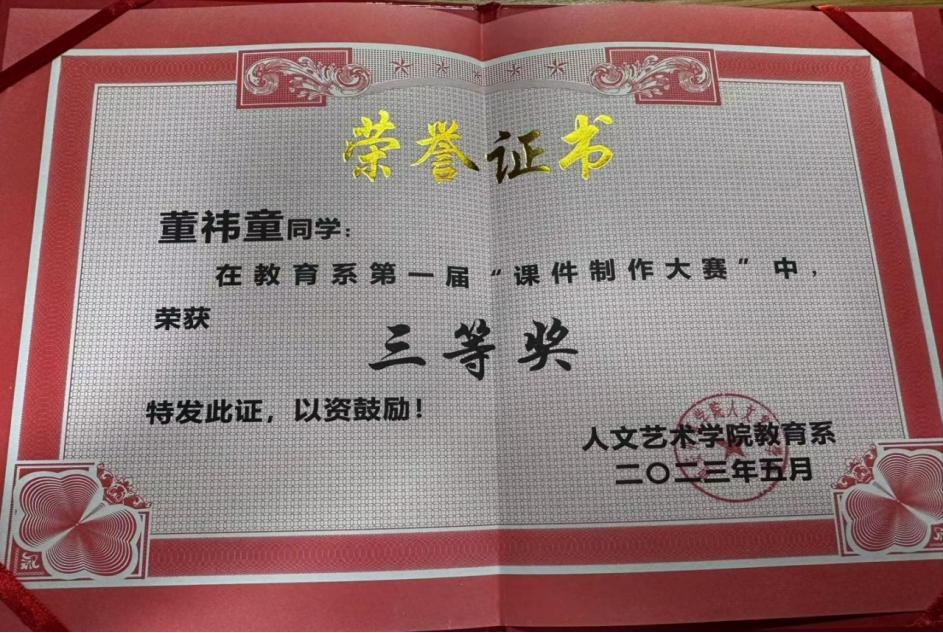 荣誉证书
董祎童同学：
在教育系第一届“课件制作大赛”中，
荣获
三等奖
特发此证，以资鼓励！
人文艺术学院教育系
二〇二三年五月